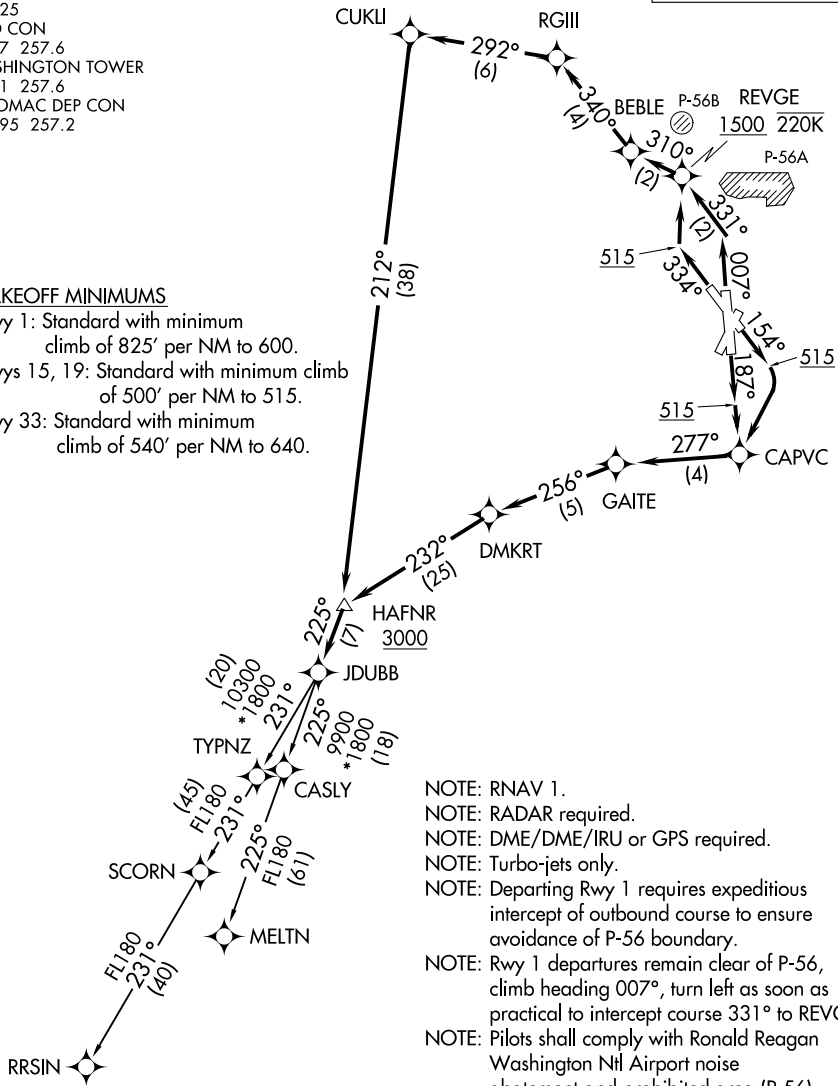 25
CON
7 257.6
SHINGTON TOWER
1 257.6
OMAC DEP CON
95 257.2
CUKLI
RGIII
292°
(6)
340°
(4)
BEBLE
P-56B
REVGE
1500 220K
310°
(2)
P-56A
331°
(2)
515
334°
007°
154°
515
187°
515
212°
(38)
KEOFF MINIMUMS
y 1: Standard with minimum
climb of 825' per NM to 600.
ys 15, 19: Standard with minimum climb
of 500' per NM to 515.
y 33: Standard with minimum
climb of 540' per NM to 640.
277°
(4)
CAPVC
GAITE
256°
(5)
DMKRT
232°
(25)
HAFNR
3000
225°
(7)
JDUBB
(20)
10300
*1800
231°
225°
9900
*1800
(18)
TYPNZ
CASLY
(45)
FL180
231°
225°
FL180
(61)
SCORN
MELTN
FL180
231°
(40)
RRSIN
NOTE: RNAV 1.
NOTE: RADAR required.
NOTE: DME/DME/IRU or GPS required.
NOTE: Turbo-jets only.
NOTE: Departing Rwy 1 requires expeditious
intercept of outbound course to ensure
avoidance of P-56 boundary.
NOTE: Rwy 1 departures remain clear of P-56,
climb heading 007°, turn left as soon as
practical to intercept course 331° to REV
NOTE: Pilots shall comply with Ronald Reagan
Washington Ntl Airport noise